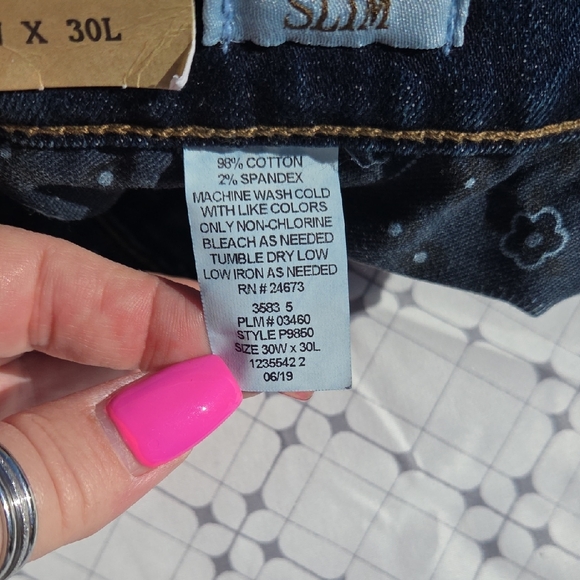 X 30L
SLIM
98% COTTON
2% SPANDEX
MACHINE WASH COLD
WITH LIKE COLORS
ONLY NON-CHLORINE
BLEACH AS NEEDED
TUMBLE DRY LOW
LOW IRON AS NEEDED
RN # 24673
3583 5
PLM # 03460
STYLE P9850
SIZE 30W x 30L
1235542 2
06/19